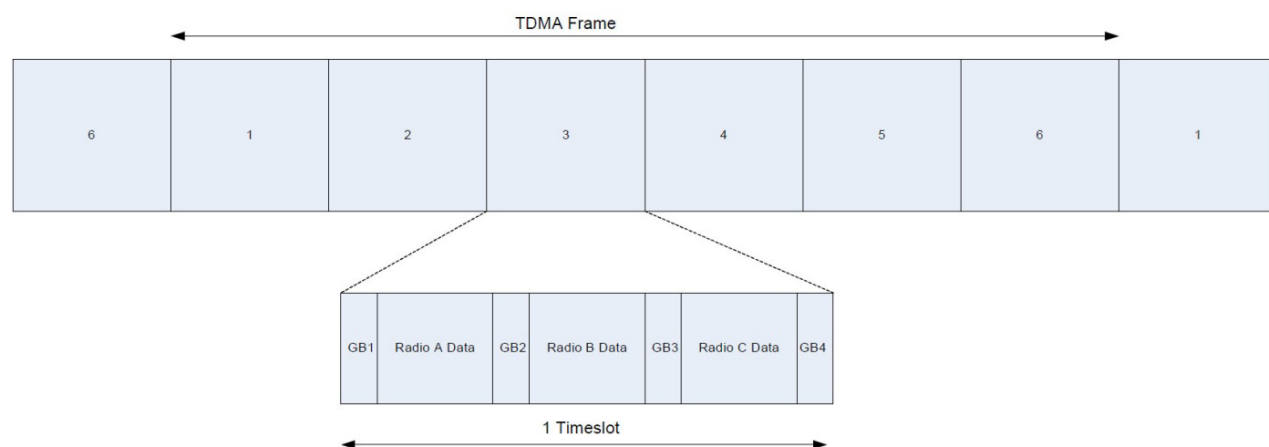 TDMA Frame
6 1 2 3 4 5 6 1
GB1 Radio A Data GB2 Radio B Data GB3 Radio C Data GB4
1 Timeslot